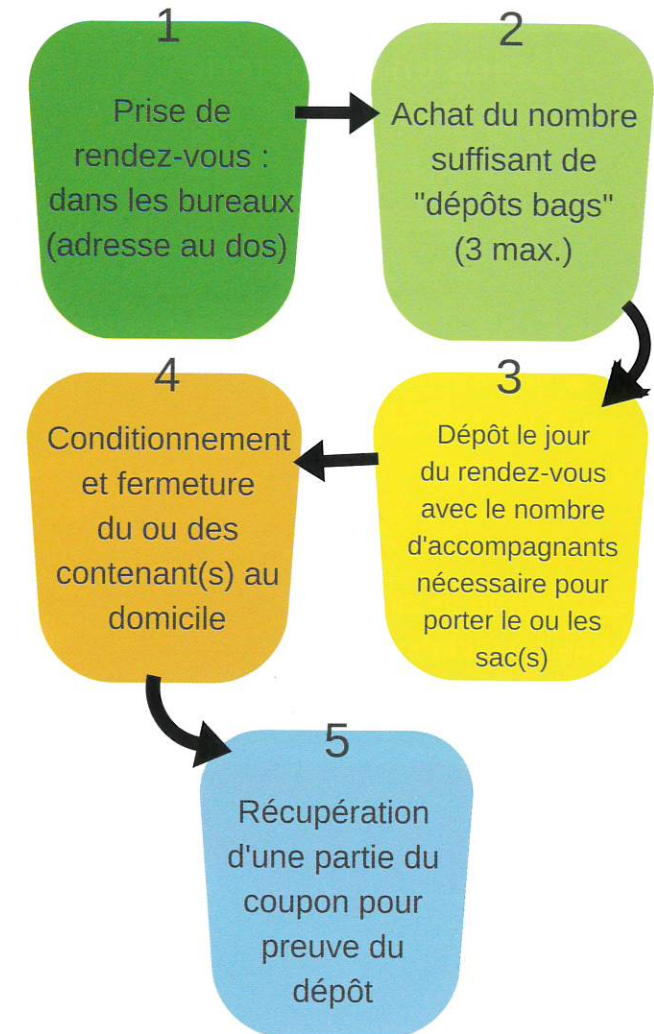 1
Prise de
rendez-vous :
dans les bureaux
(adresse au dos)
2
Achat du nombre
suffisant de
"dépôts bags"
(3 max.)
3
Dépôt le jour
du rendez-vous
avec le nombre
d'accompagnants
nécessaire pour
porter le ou les
sac(s)
4
Conditionnement
et fermeture
du ou des
contenant(s) au
domicile
5
Récupération
d'une partie du
coupon pour
preuve du
dépôt